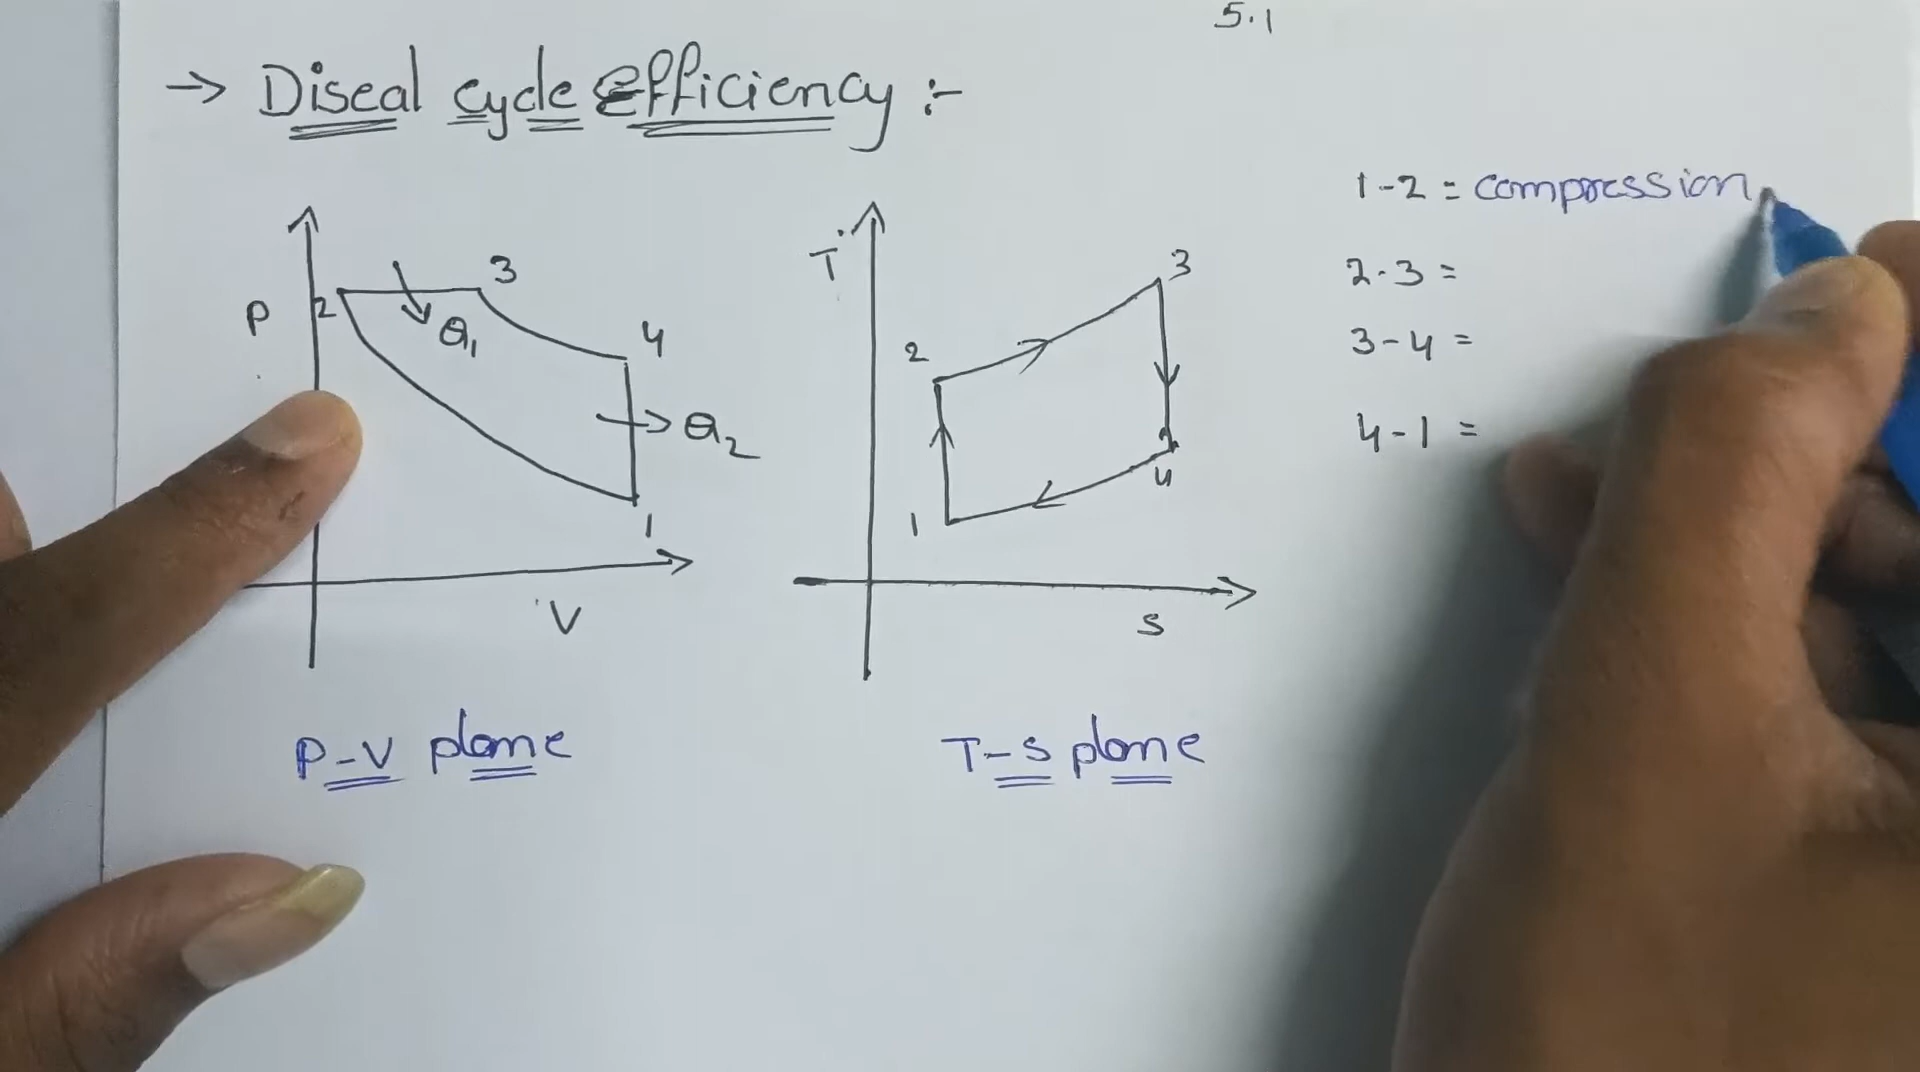 5.1
→ Diseal cycle Efficiency :-
1-2 = compression
2-3 =
3-4 =
4-1 =
P
2
3
Q₁
4
Q₂
1
V
T
2
3
4
1
S
P-V plane
T-S plane